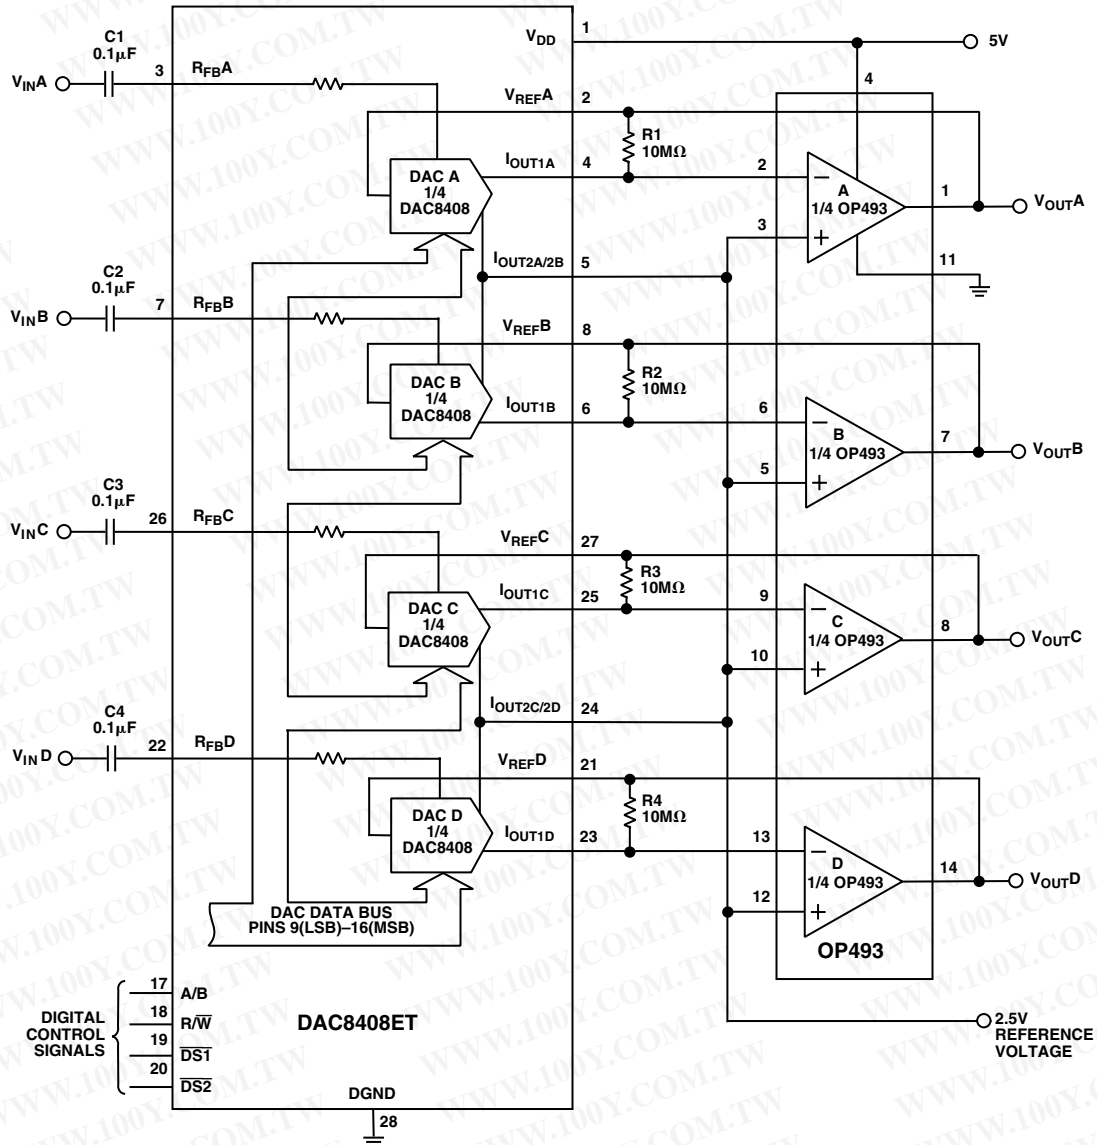 C1
0.1µF
VINA
3
RFBA
VDD
1
5V
4
VREFA
2
R1
10MΩ
IOUT1A
4
DAC A
1/4
DAC8408
2
−
A
1/4 OP493
3
+
1
VOUTA
11
IOUT2A/2B
5
C2
0.1µF
VINB
7
RFBB
VREFB
8
R2
10MΩ
DAC B
1/4
DAC8408
IOUT1B
6
6
−
B
1/4 OP493
5
+
7
VOUTB
C3
0.1µF
VINC
26
RFBC
VREFC
27
R3
10MΩ
IOUT1C
25
DAC C
1/4
DAC8408
9
−
C
1/4 OP493
10
+
8
VOUTC
IOUT2C/2D
24
C4
0.1µF
VIND
22
RFBD
VREFD
21
R4
10MΩ
DAC D
1/4
DAC8408
IOUT1D
23
13
−
D
1/4 OP493
12
+
14
VOUTD
DAC DATA BUS
PINS 9(LSB)–16(MSB)
OP493
DIGITAL
CONTROL
SIGNALS
17
A/B
18
R/W̅
19
D̅S̅1̅
20
D̅S̅2̅
DAC8408ET
2.5V
REFERENCE
VOLTAGE
DGND
28
WWW.100Y.COM.TW